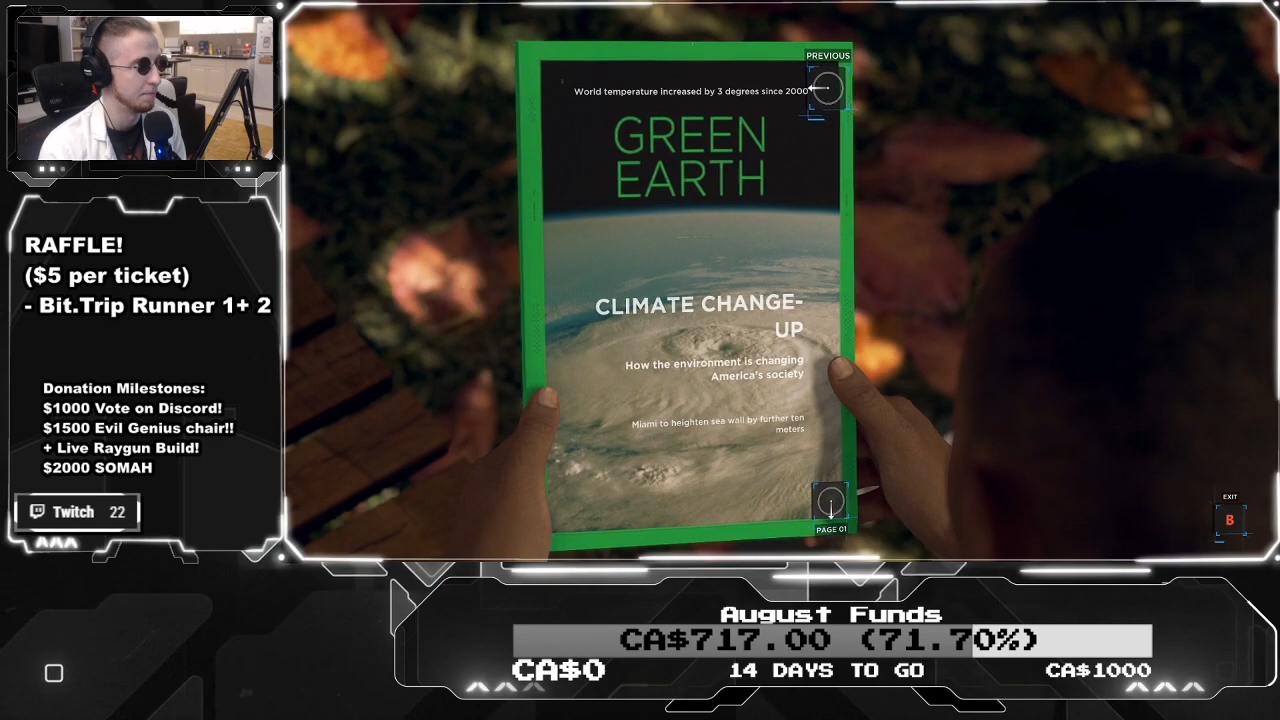 RAFFLE!
($5 per ticket)
- Bit.Trip Runner 1+ 2
Donation Milestones:
$1000 Vote on Discord!
$1500 Evil Genius chair!!
+ Live Raygun Build!
$2000 SOMAH
Twitch 22
PREVIOUS
World temperature increased by 3 degrees since 2000
GREEN
EARTH
CLIMATE CHANGE-
UP
How the environment is changing
America's society
Miami to heighten sea wall by further ten
meters
PAGE 01
EXIT
B
August Funds
CA$717.00 (71.70%)
CA$0 14 DAYS TO GO CA$1000